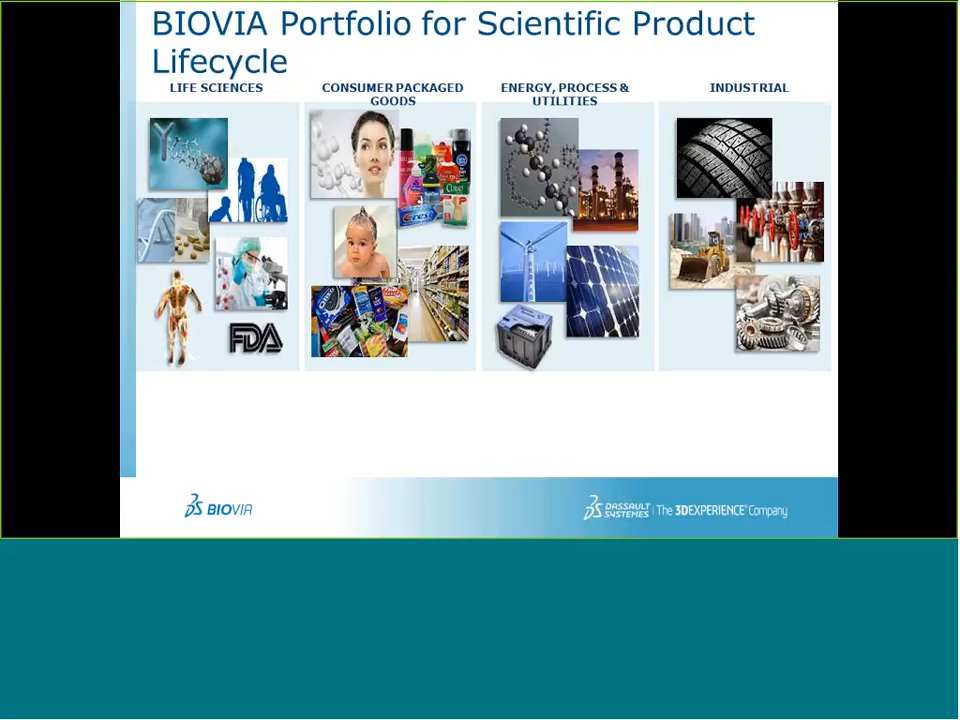 BIOVIA Portfolio for Scientific Product
Lifecycle
LIFE SCIENCES
CONSUMER PACKAGED
GOODS
ENERGY, PROCESS &
UTILITIES
INDUSTRIAL
Crest
FDA
BIOVIA
DASSAULT
SYSTEMES
The 3DEXPERIENCE® Company